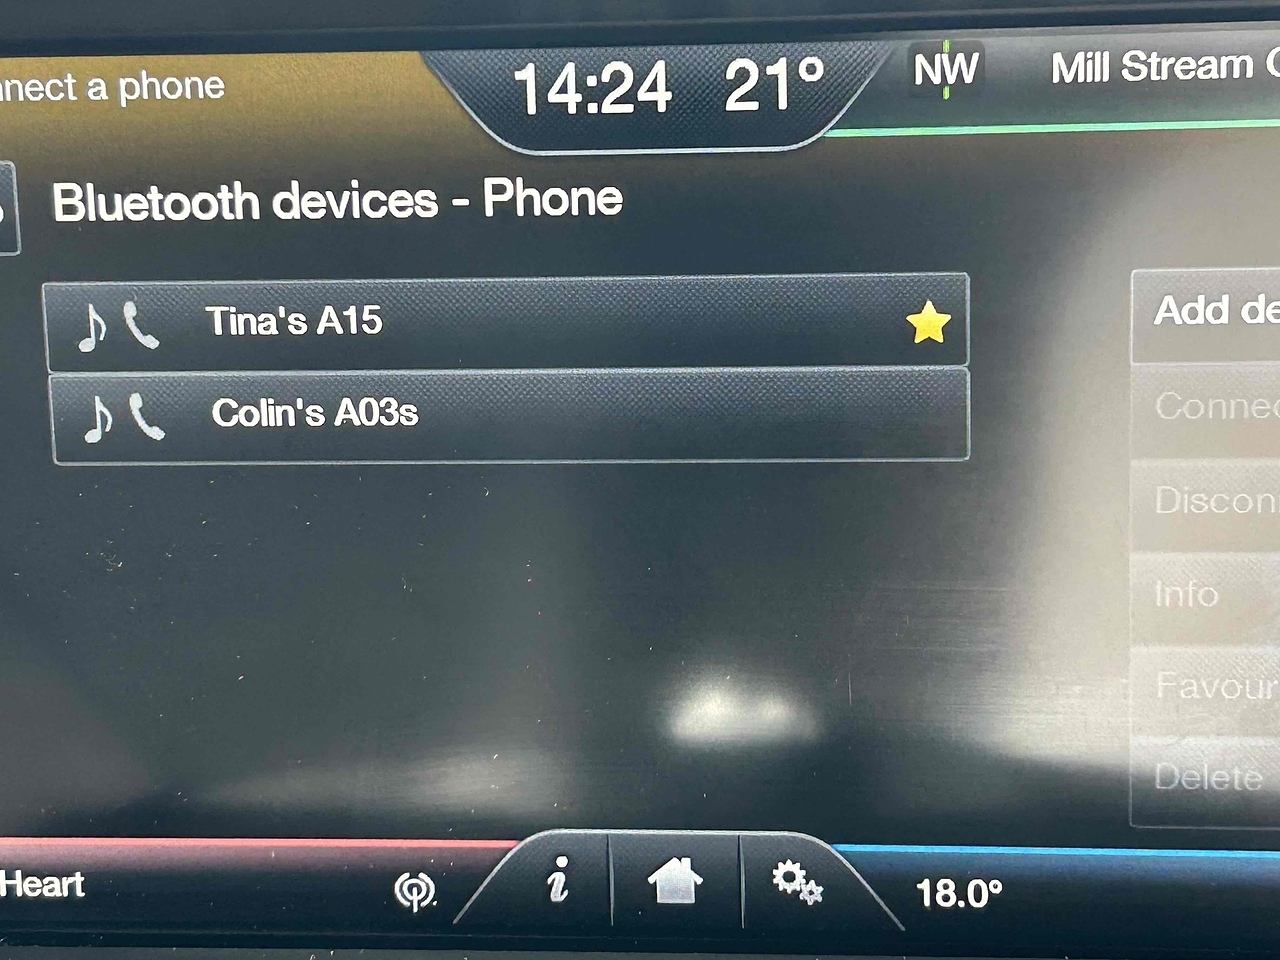 nnect a phone
14:24 21°
NW
Mill Stream C
Bluetooth devices - Phone
Tina's A15
Colin's A03s
Add de
Connec
Discon
Info
Favour
Delete
Heart
i
18.0°